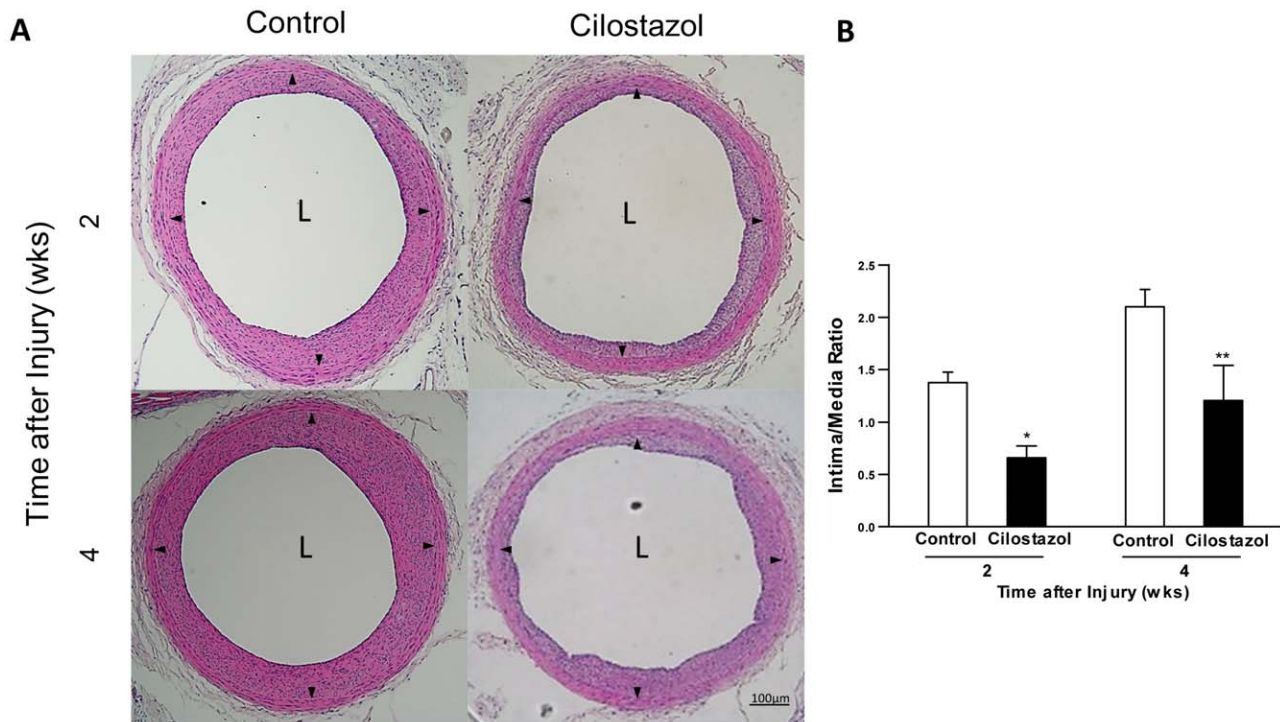 A
Control
Cilostazol
B
Time after Injury (wks)
2
4
L
L
L
L
100μm
Intima/Media Ratio
2.5
2.0
1.5
1.0
0.5
0.0
*
**
Control Cilostazol
Control Cilostazol
2
4
Time after Injury (wks)